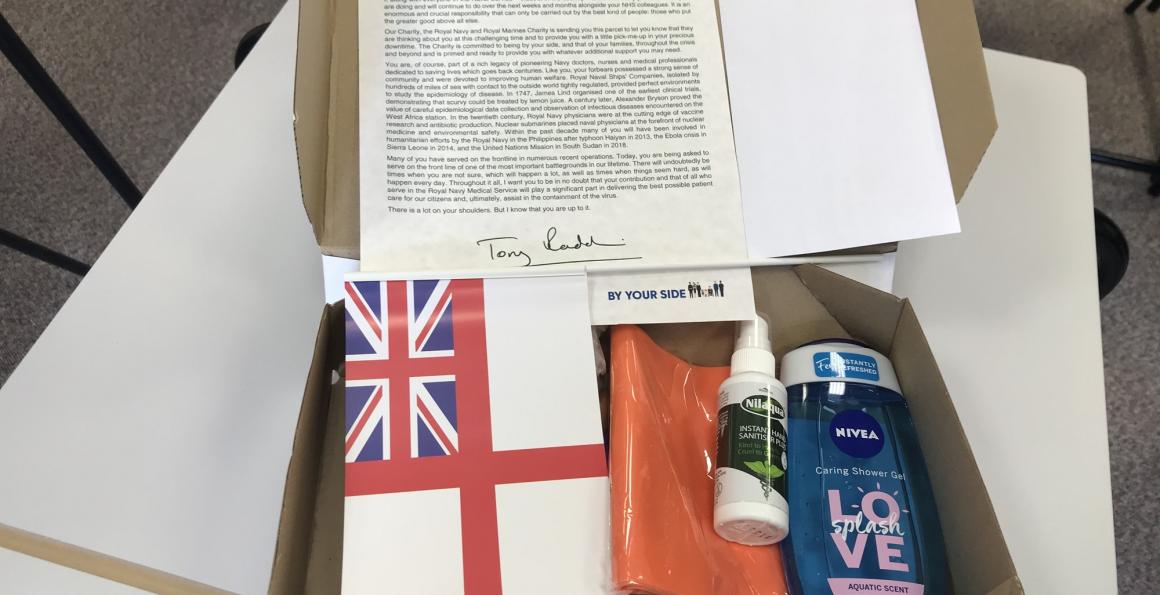 are doing and will continue to do over the next weeks and months alongside your NHS colleagues. It is an
enormous and crucial responsibility that can only be carried out by the best kind of people: those who put
the greater good above all else.
Our Charity, the Royal Navy and Royal Marines Charity is sending you this parcel to let you know that they
are thinking about you at this challenging time and to provide you with a little pick-me-up in your precious
downtime. The Charity is committed to being by your side, and that of your families, throughout the crisis
and beyond and is primed and ready to provide you with whatever additional support you may need.
You are, of course, part of a rich legacy of pioneering Navy doctors, nurses and medical professionals
dedicated to saving lives which goes back centuries. Like you, your forbears possessed a strong sense of
community and were devoted to improving human welfare. Royal Naval Ships' Companies, isolated by
hundreds of miles of sea with contact to the outside world tightly regulated, provided perfect environments
to study the epidemiology of disease. In 1747, James Lind organised one of the earliest clinical trials,
demonstrating that scurvy could be treated by lemon juice. A century later, Alexander Bryson proved the
value of careful epidemiological data collection and observation of infectious diseases encountered on the
West Africa station. In the twentieth century, Royal Navy physicians were at the cutting edge of vaccine
research and antibiotic production. Nuclear submarines placed naval physicians at the forefront of nuclear
medicine and environmental safety. Within the past decade many of you will have been involved in
humanitarian efforts by the Royal Navy in the Philippines after typhoon Haiyan in 2013, the Ebola crisis in
Sierra Leone in 2014, and the United Nations Mission in South Sudan in 2018.
Many of you have served on the frontline in numerous recent operations. Today, you are being asked to
serve on the front line of one of the most important battlegrounds in our lifetime. There will undoubtedly be
times when you are not sure, which will happen a lot, as well as times when things seem hard, as will
happen every day. Throughout it all, I want you to be in no doubt that your contribution and that of all who
serve in the Royal Navy Medical Service will play a significant part in delivering the best possible patient
care for our citizens and, ultimately, assist in the containment of the virus.
There is a lot on your shoulders. But I know that you are up to it.
Tony Radd
BY YOUR SIDE
Nilaqua
INSTANT HAND
SANITISER PLUS
INSTANTLY
REFRESHED
NIVEA
Caring Shower Gel
LO
splash
VE
AQUATIC SCENT